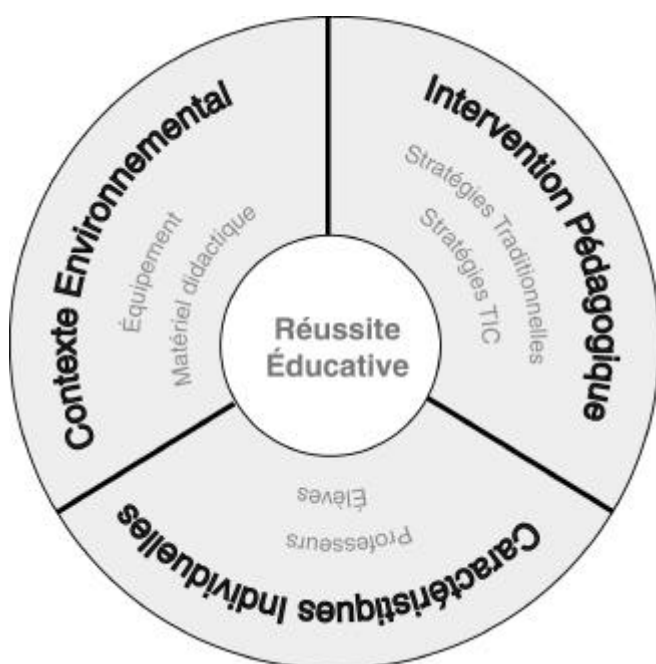 Contexte Environnemental
Équipement
Matériel didactique
Intervention Pédagogique
Stratégies Traditionnelles
Stratégies TIC
Réussite
Éducative
Élèves
Professeurs
Caractéristiques Individuelles